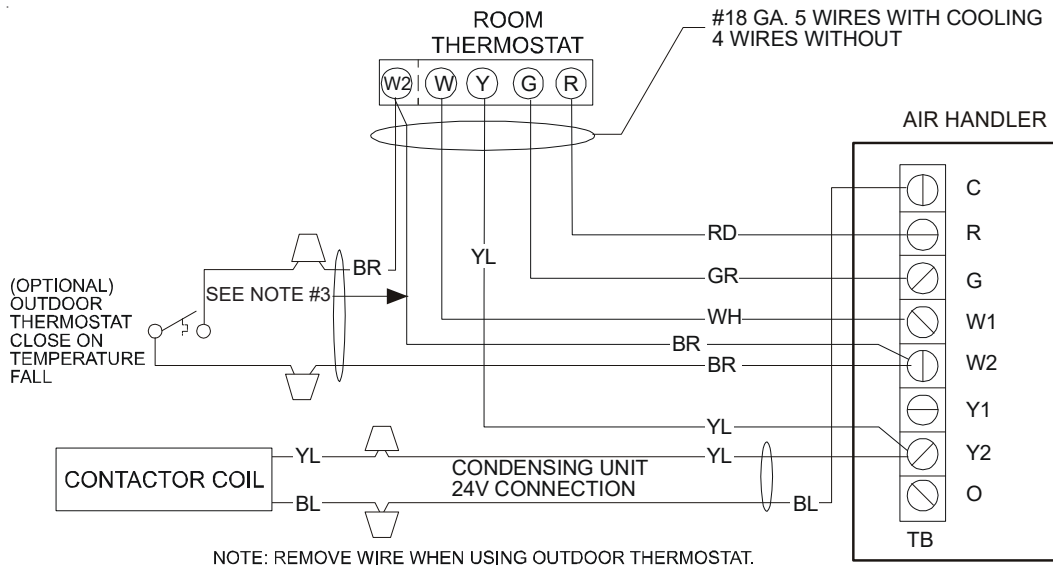 ROOM
THERMOSTAT
#18 GA. 5 WIRES WITH COOLING
4 WIRES WITHOUT
W2 W Y G R
AIR HANDLER
C
RD
R
YL
GR
G
BR
(OPTIONAL)
OUTDOOR
THERMOSTAT
CLOSE ON
TEMPERATURE
FALL
SEE NOTE #3
WH
W1
BR
BR
W2
Y1
YL
YL
YL
Y2
CONTACTOR COIL
CONDENSING UNIT
24V CONNECTION
BL
BL
O
TB
NOTE: REMOVE WIRE WHEN USING OUTDOOR THERMOSTAT.